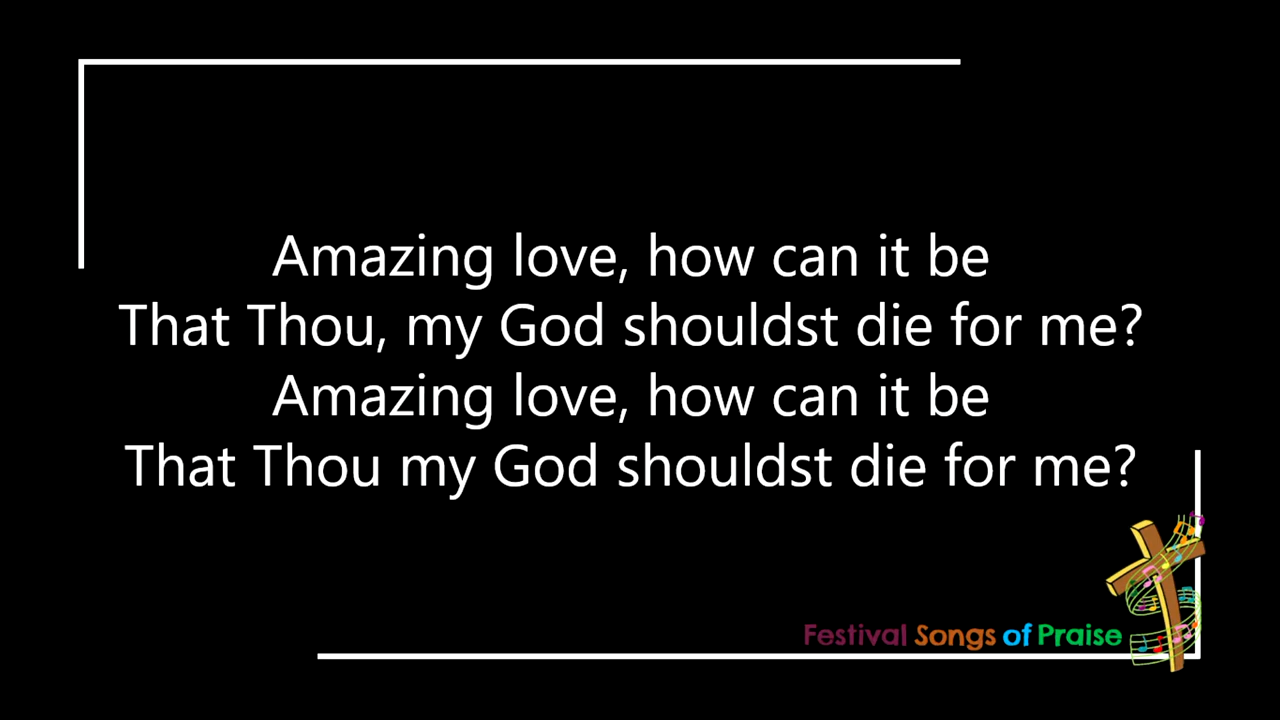 Amazing love, how can it be
That Thou, my God shouldst die for me?
Amazing love, how can it be
That Thou my God shouldst die for me?
Festival Songs of Praise